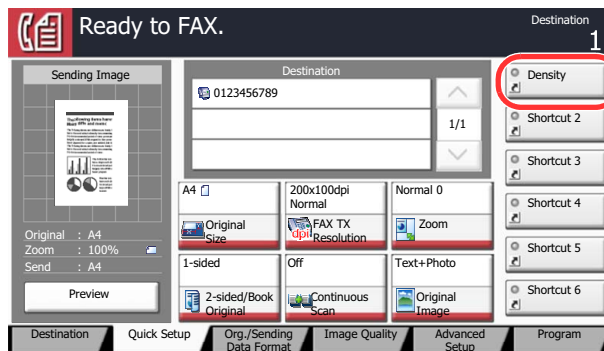 Ready to FAX.
Destination
1
Sending Image
Original : A4
Zoom : 100%
Send : A4
Preview
Destination
0123456789
1/1
A4
Original
Size
200x100dpi
Normal
dpi
FAX TX
Resolution
Normal 0
Zoom
1-sided
2-sided/Book
Original
Off
Continuous
Scan
Text+Photo
Original
Image
Density
Shortcut 2
Shortcut 3
Shortcut 4
Shortcut 5
Shortcut 6
Destination
Quick Setup
Org./Sending
Data Format
Image Quality
Advanced
Setup
Program